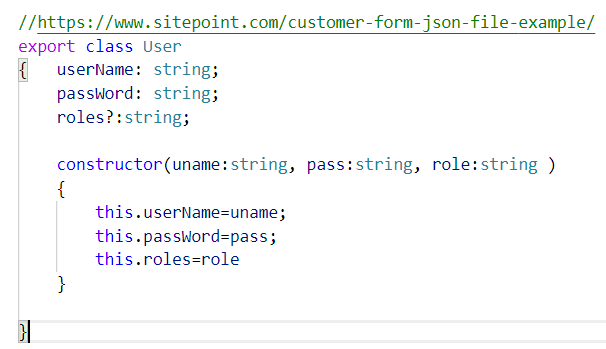 //https://www.sitepoint.com/customer-form-json-file-example/
export class User
{   userName: string;
    passWord: string;
    roles?:string;

    constructor(uname:string, pass:string, role:string )
    {
        this.userName=uname;
        this.passWord=pass;
        this.roles=role
    }

}